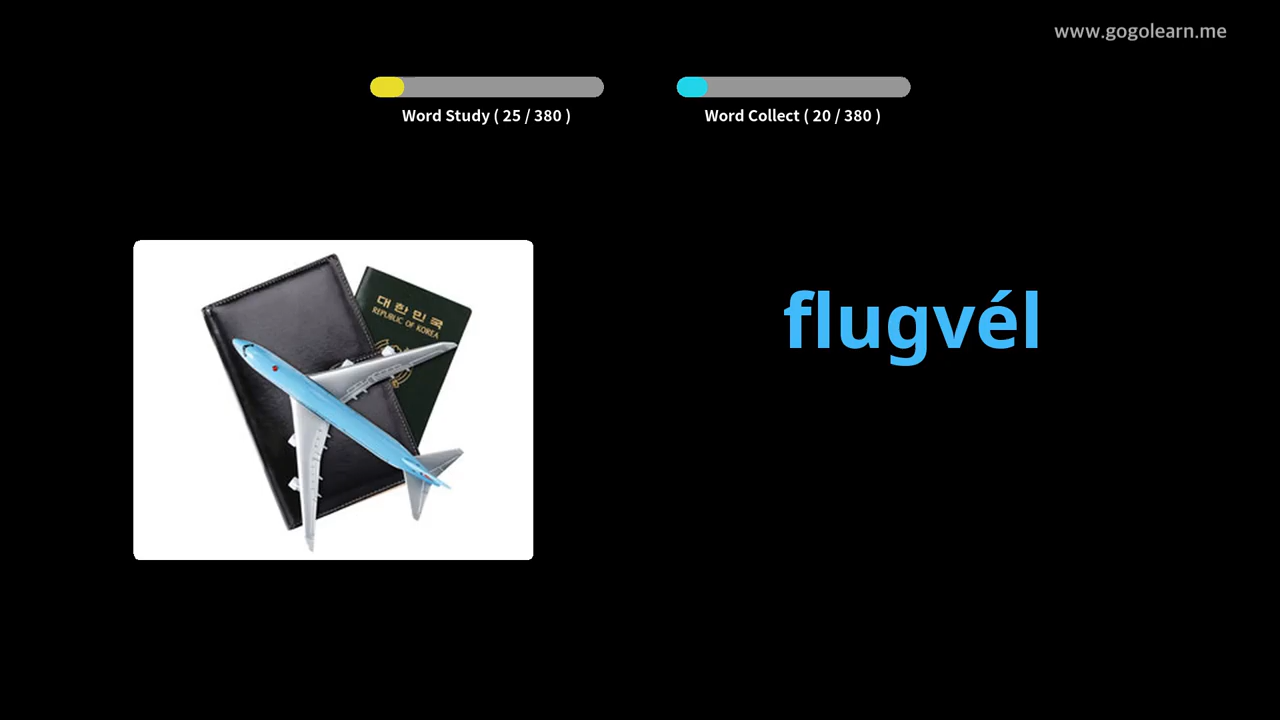 www.gogolearn.me
Word Study ( 25 / 380 )
Word Collect ( 20 / 380 )
대한민국
REPUBLIC OF KOREA
flugvél